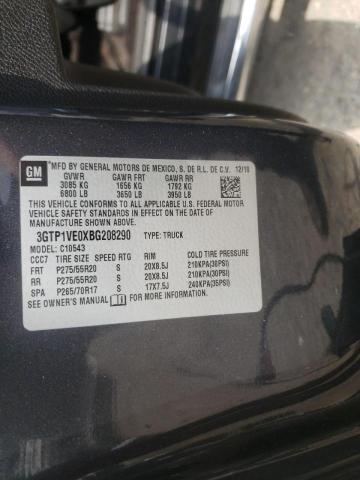 GM
*MFD BY GENERAL MOTORS DE MEXICO, S. DE R.L. DE C.V. 12/10
GVWR GAWR FRT GAWR RR
3085 KG 1656 KG 1792 KG
6800 LB 3650 LB 3950 LB
THIS VEHICLE CONFORMS TO ALL APPLICABLE U.S.
FEDERAL MOTOR VEHICLE SAFETY STANDARDS IN
EFFECT ON THE DATE OF
MANUFACTURE SHOWN ABOVE.
3GTP1VE0XBG208290 TYPE: TRUCK
MODEL: C10543
CCC7 TIRE SIZE SPEED RTG RIM COLD TIRE PRESSURE
FRT P275/55R20 S 20X8.5J 210KPA(30PSI)
RR P275/55R20 S 20X8.5J 210KPA(30PSI)
SPA P265/70R17 S 17X7.5J 240KPA(35PSI)
SEE OWNER'S MANUAL FOR MORE INFORMATION.